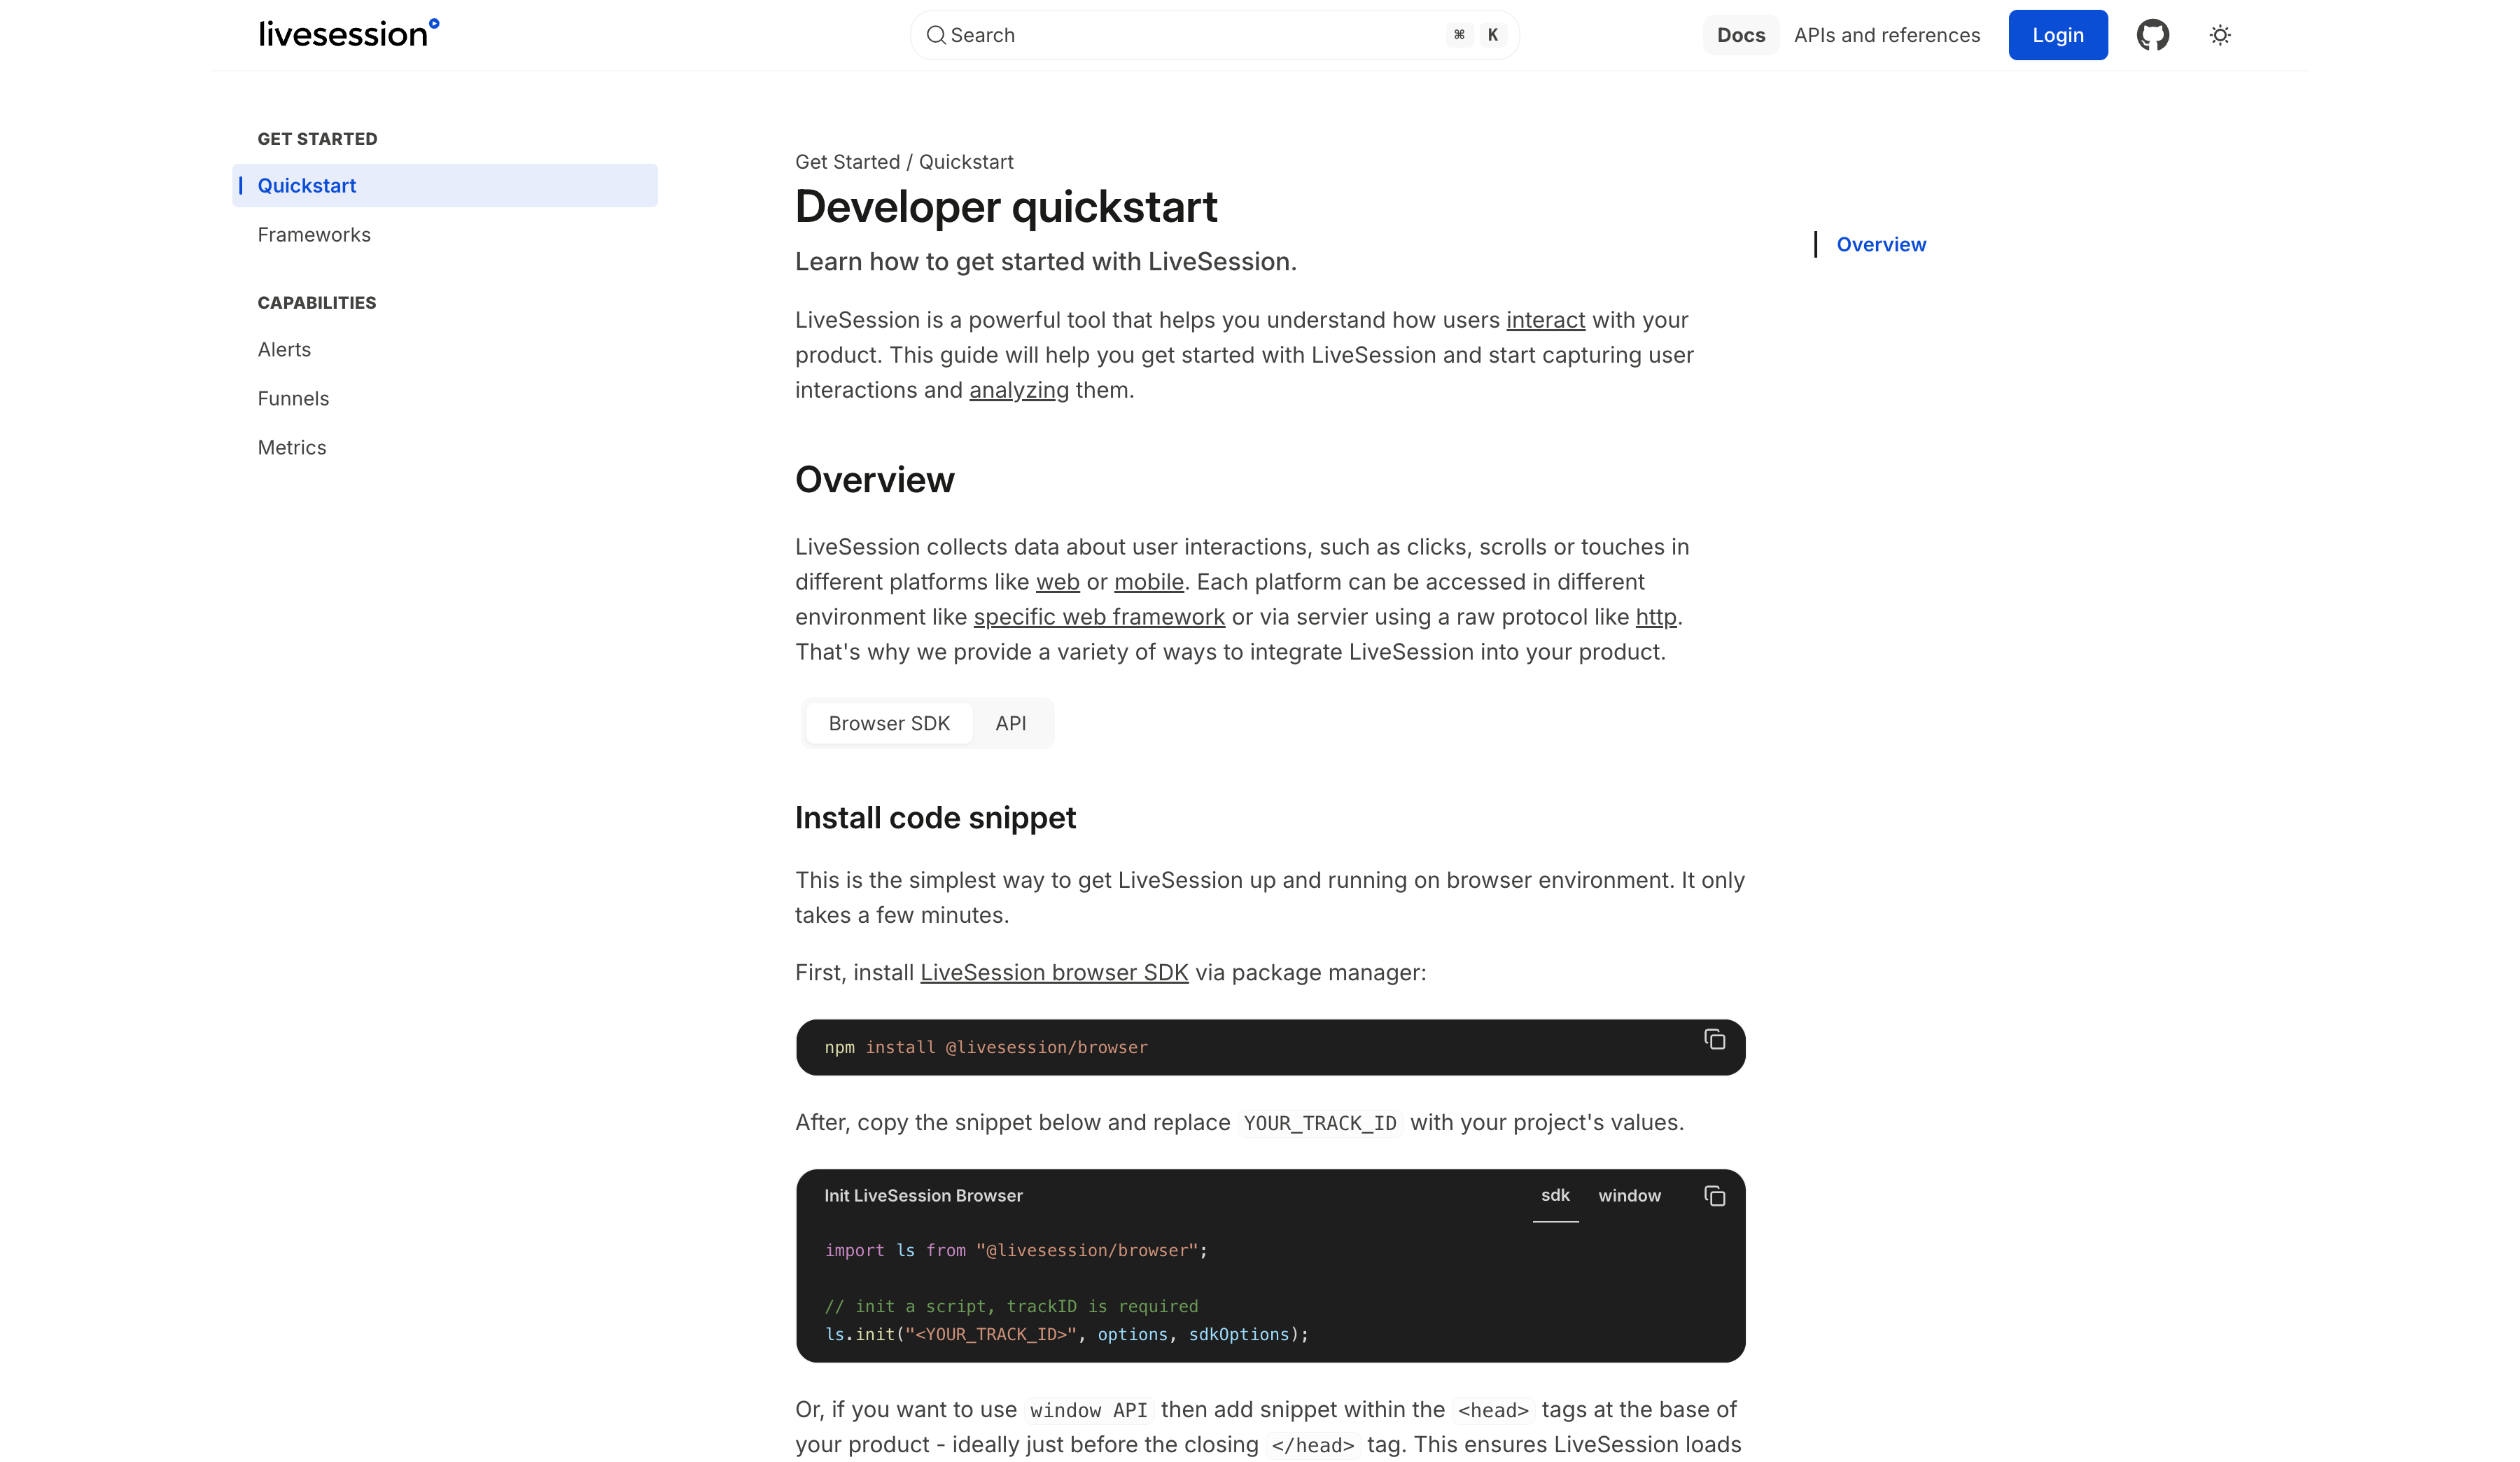 livesession
Search ⌘ K
Docs APIs and references Login
GET STARTED
Quickstart
Frameworks
CAPABILITIES
Alerts
Funnels
Metrics
Get Started / Quickstart
Developer quickstart
Learn how to get started with LiveSession.
LiveSession is a powerful tool that helps you understand how users interact with your
product. This guide will help you get started with LiveSession and start capturing user
interactions and analyzing them.
Overview
LiveSession collects data about user interactions, such as clicks, scrolls or touches in
different platforms like web or mobile. Each platform can be accessed in different
environment like specific web framework or via servier using a raw protocol like http.
That's why we provide a variety of ways to integrate LiveSession into your product.
Browser SDK API
Install code snippet
This is the simplest way to get LiveSession up and running on browser environment. It only
takes a few minutes.
First, install LiveSession browser SDK via package manager:
npm install @livesession/browser
After, copy the snippet below and replace YOUR_TRACK_ID with your project's values.
Init LiveSession Browser sdk window
import ls from "@livesession/browser";
// init a script, trackID is required
ls.init("<YOUR_TRACK_ID>", options, sdkOptions);
Or, if you want to use window API then add snippet within the <head> tags at the base of
your product - ideally just before the closing </head> tag. This ensures LiveSession loads
Overview